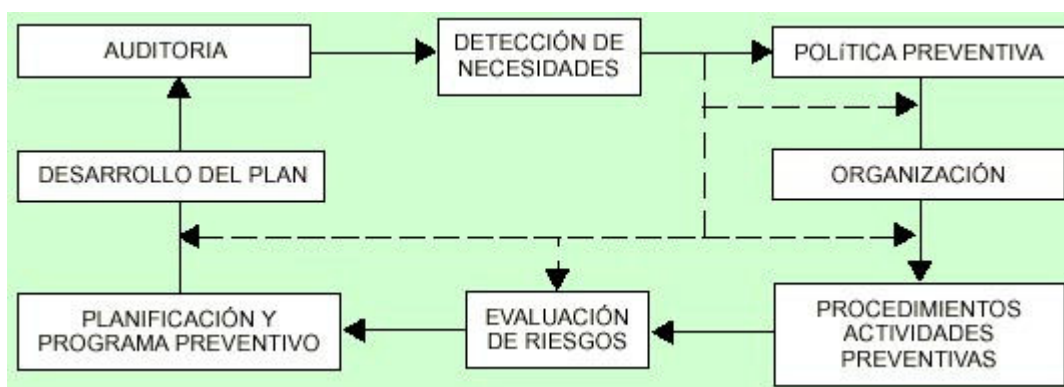 AUDITORIA
DETECCIÓN DE
NECESIDADES
POLÍTICA PREVENTIVA
DESARROLLO DEL PLAN
ORGANIZACIÓN
PLANIFICACIÓN Y
PROGRAMA PREVENTIVO
EVALUACIÓN
DE RIESGOS
PROCEDIMIENTOS
ACTIVIDADES
PREVENTIVAS